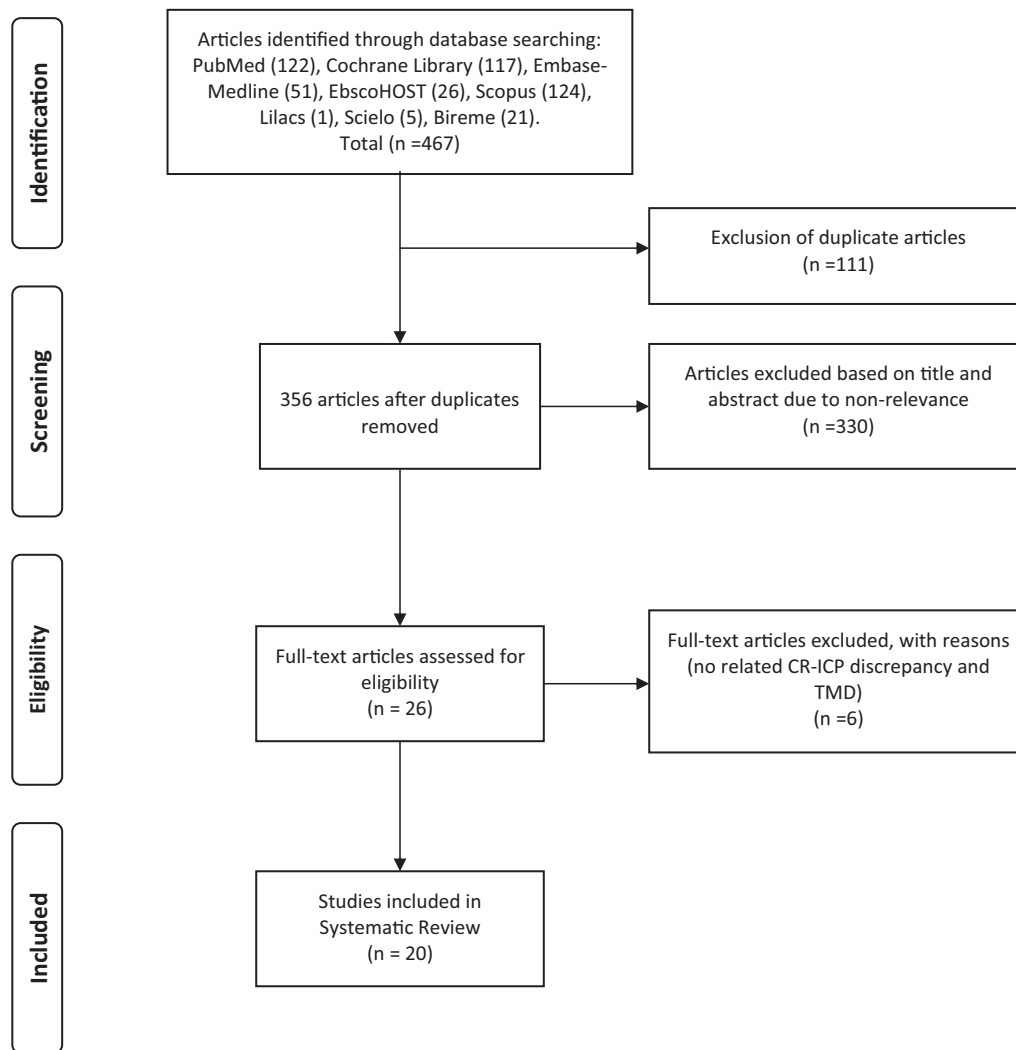 Identification
Articles identified through database searching:
PubMed (122), Cochrane Library (117), Embase-
Medline (51), EbscoHOST (26), Scopus (124),
Lilacs (1), Scielo (5), Bireme (21).
Total (n =467)
Exclusion of duplicate articles
(n =111)
Screening
356 articles after duplicates
removed
Articles excluded based on title and
abstract due to non-relevance
(n =330)
Eligibility
Full-text articles assessed for
eligibility
(n = 26)
Full-text articles excluded, with reasons
(no related CR-ICP discrepancy and
TMD)
(n =6)
Included
Studies included in
Systematic Review
(n = 20)